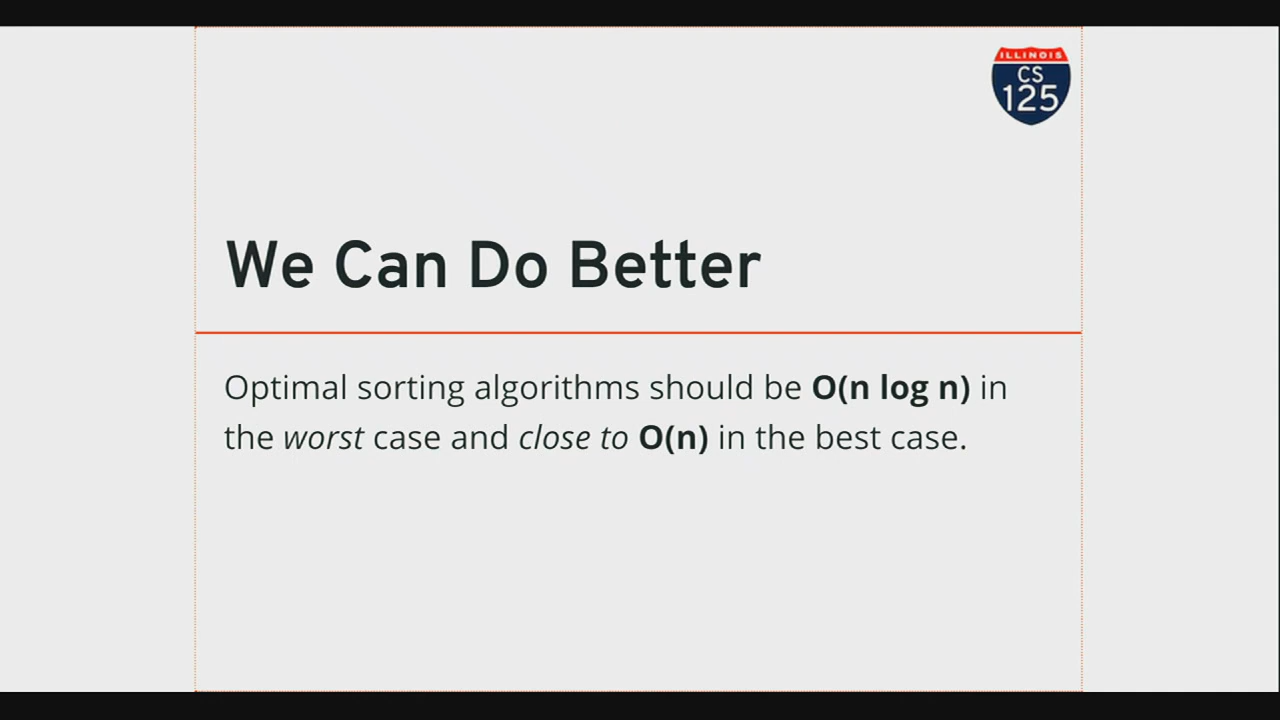 ILLINOIS
CS
125
We Can Do Better
Optimal sorting algorithms should be O(n log n) in
the worst case and close to O(n) in the best case.